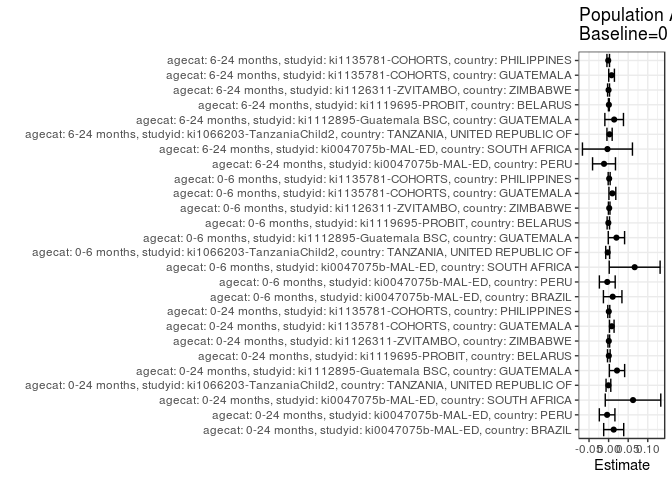 Population A
Baseline=0
agecat: 6-24 months, studyid: ki1135781-COHORTS, country: PHILIPPINES
agecat: 6-24 months, studyid: ki1135781-COHORTS, country: GUATEMALA
agecat: 6-24 months, studyid: ki1126311-ZVITAMBO, country: ZIMBABWE
agecat: 6-24 months, studyid: ki1119695-PROBIT, country: BELARUS
agecat: 6-24 months, studyid: ki1112895-Guatemala BSC, country: GUATEMALA
agecat: 6-24 months, studyid: ki1066203-TanzaniaChild2, country: TANZANIA, UNITED REPUBLIC OF
agecat: 6-24 months, studyid: ki0047075b-MAL-ED, country: SOUTH AFRICA
agecat: 6-24 months, studyid: ki0047075b-MAL-ED, country: PERU
agecat: 0-6 months, studyid: ki1135781-COHORTS, country: PHILIPPINES
agecat: 0-6 months, studyid: ki1135781-COHORTS, country: GUATEMALA
agecat: 0-6 months, studyid: ki1126311-ZVITAMBO, country: ZIMBABWE
agecat: 0-6 months, studyid: ki1119695-PROBIT, country: BELARUS
agecat: 0-6 months, studyid: ki1112895-Guatemala BSC, country: GUATEMALA
agecat: 0-6 months, studyid: ki1066203-TanzaniaChild2, country: TANZANIA, UNITED REPUBLIC OF
agecat: 0-6 months, studyid: ki0047075b-MAL-ED, country: SOUTH AFRICA
agecat: 0-6 months, studyid: ki0047075b-MAL-ED, country: PERU
agecat: 0-6 months, studyid: ki0047075b-MAL-ED, country: BRAZIL
agecat: 0-24 months, studyid: ki1135781-COHORTS, country: PHILIPPINES
agecat: 0-24 months, studyid: ki1135781-COHORTS, country: GUATEMALA
agecat: 0-24 months, studyid: ki1126311-ZVITAMBO, country: ZIMBABWE
agecat: 0-24 months, studyid: ki1119695-PROBIT, country: BELARUS
agecat: 0-24 months, studyid: ki1112895-Guatemala BSC, country: GUATEMALA
agecat: 0-24 months, studyid: ki1066203-TanzaniaChild2, country: TANZANIA, UNITED REPUBLIC OF
agecat: 0-24 months, studyid: ki0047075b-MAL-ED, country: SOUTH AFRICA
agecat: 0-24 months, studyid: ki0047075b-MAL-ED, country: PERU
agecat: 0-24 months, studyid: ki0047075b-MAL-ED, country: BRAZIL
-0.05 0.00 0.05 0.10
Estimate